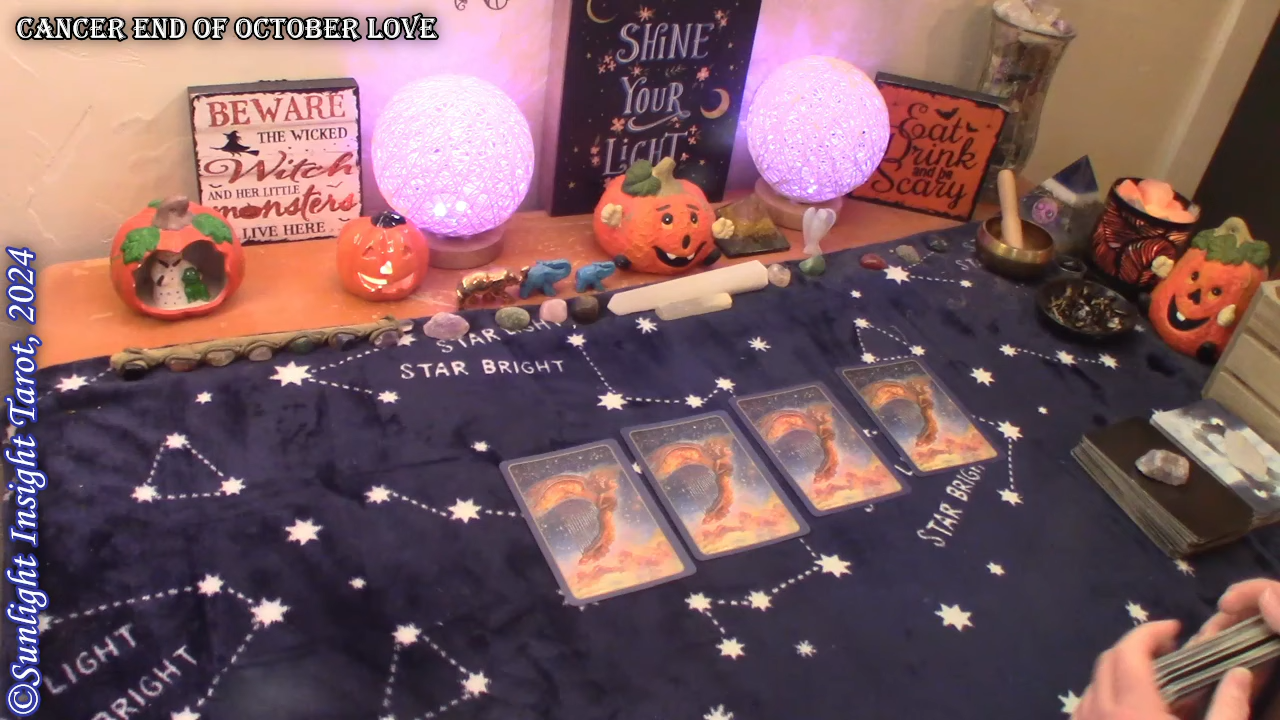 CANCER END OF OCTOBER LOVE
©Sunlight Insight Tarot, 2024
BEWARE
THE WICKED
Witch
AND HER LITTLE
monsters
LIVE HERE
SHINE
YOUR
LIGHT
Eat
Drink
and be
Scary
STAR LIGHT
STAR BRIGHT
STAR BRIGHT
LIGHT
BRIGHT